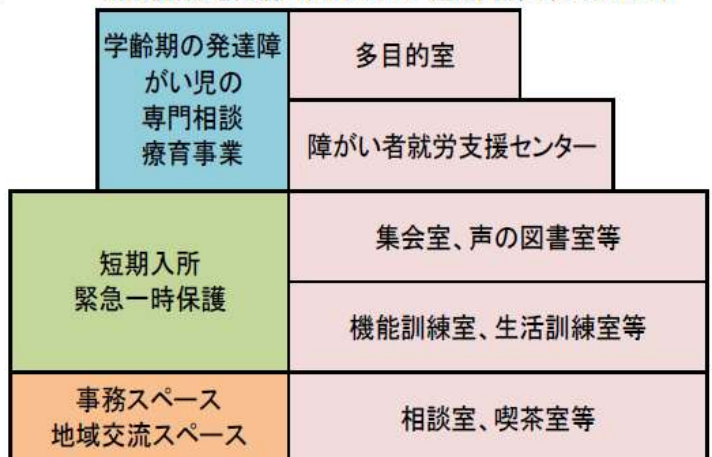 学齢期の発達障
がい児の
専門相談
療育事業
多目的室
障がい者就労支援センター
短期入所
緊急一時保護
集会室、声の図書室等
機能訓練室、生活訓練室等
事務スペース
地域交流スペース
相談室、喫茶室等